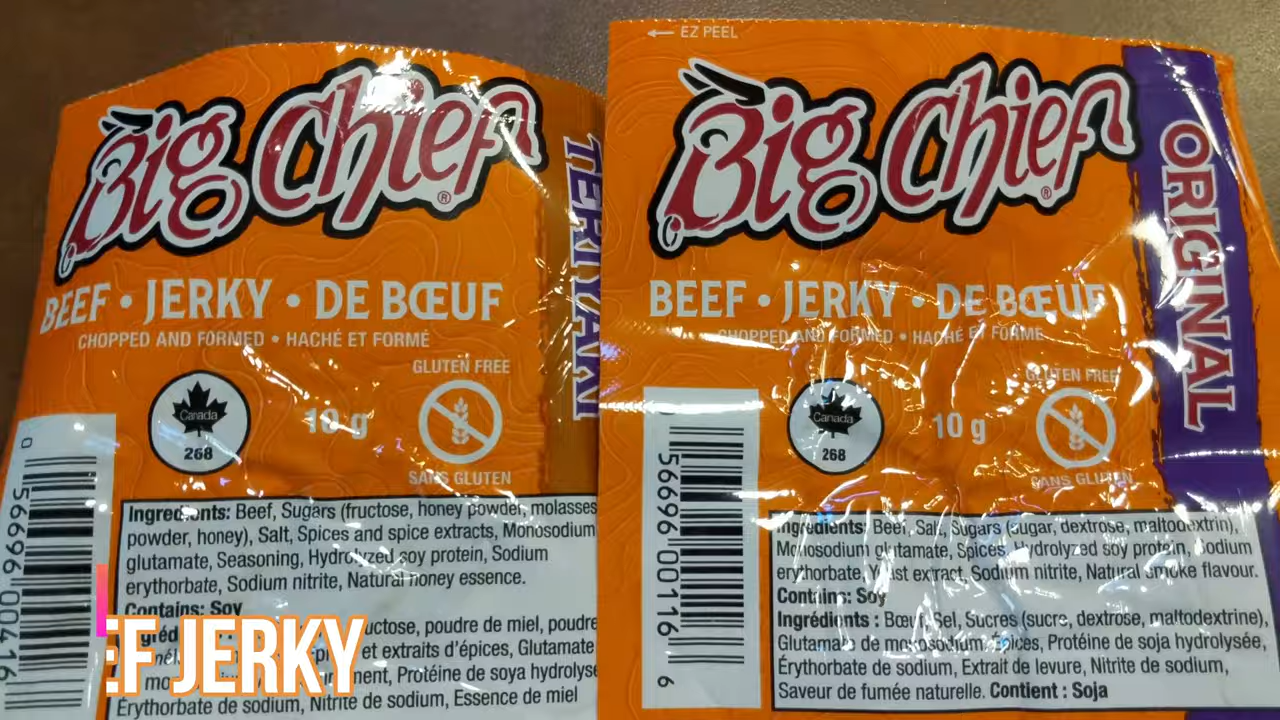 Big Chief®
TERIYAKI
BEEF • JERKY • DE BŒUF
CHOPPED AND FORMED • HACHÉ ET FORMÉ
GLUTEN FREE
Canada
268
10 g
SANS GLUTEN
0 56696 00416
Ingredients: Beef, Sugars (fructose, honey powder, molasses
powder, honey), Salt, Spices and spice extracts, Monosodium
glutamate, Seasoning, Hydrolyzed soy protein, Sodium
erythorbate, Sodium nitrite, Natural honey essence.
Contains: Soy
uctose, poudre de miel, poudre
et extraits d'épices, Glutamate
Protéine de soya hydrolysé
Érythorbate de sodium, Nitrite de sodium, Essence de miel
EF JERKY
← EZ PEEL
Big Chief®
ORIGINAL
BEEF • JERKY • DE BŒUF
CHOPPED AND FORMED • HACHÉ ET FORMÉ
GLUTEN FREE
Canada
268
10 g
SANS GLUTEN
56696 00116 6
Ingredients: Beef, Salt, Sugars (sugar, dextrose, maltodextrin),
Monosodium glutamate, Spices, Hydrolyzed soy protein, Sodium
erythorbate, Yeast extract, Sodium nitrite, Natural smoke flavour.
Contains: Soy
Ingrédients : Bœuf, Sel, Sucres (sucre, dextrose, maltodextrine),
Glutamate de monosodium, Épices, Protéine de soja hydrolysée,
Érythorbate de sodium, Extrait de levure, Nitrite de sodium,
Saveur de fumée naturelle. Contient : Soja